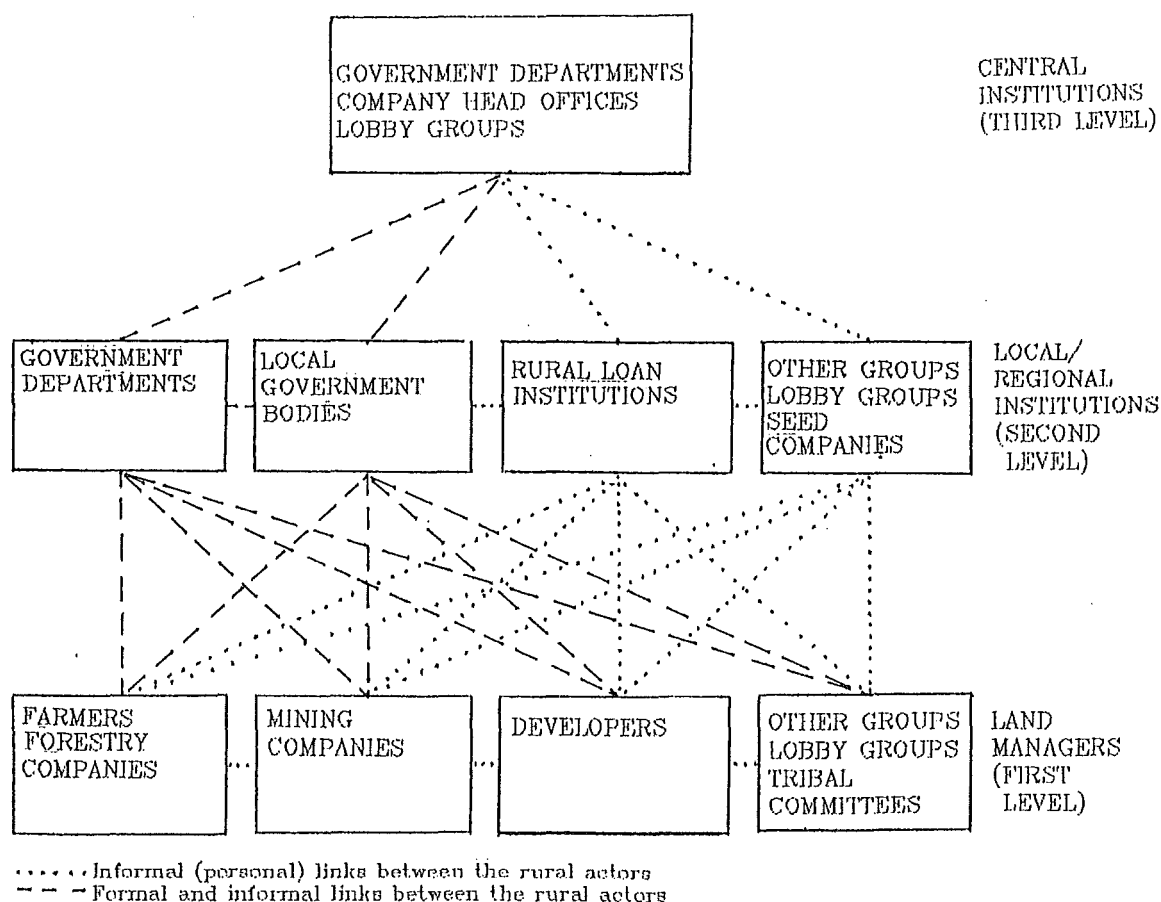 GOVERNMENT DEPARTMENTS
COMPANY HEAD OFFICES
LOBBY GROUPS
CENTRAL
INSTITUTIONS
(THIRD LEVEL)
GOVERNMENT
DEPARTMENTS
LOCAL
GOVERNMENT
BODIES
RURAL LOAN
INSTITUTIONS
OTHER GROUPS
LOBBY GROUPS
SEED
COMPANIES
LOCAL/
REGIONAL
INSTITUTIONS
(SECOND
LEVEL)
FARMERS
FORESTRY
COMPANIES
MINING
COMPANIES
DEVELOPERS
OTHER GROUPS
LOBBY GROUPS
TRIBAL
COMMITTEES
LAND
MANAGERS
(FIRST
LEVEL)
Informal (personal) links between the rural actors
Formal and informal links between the rural actors